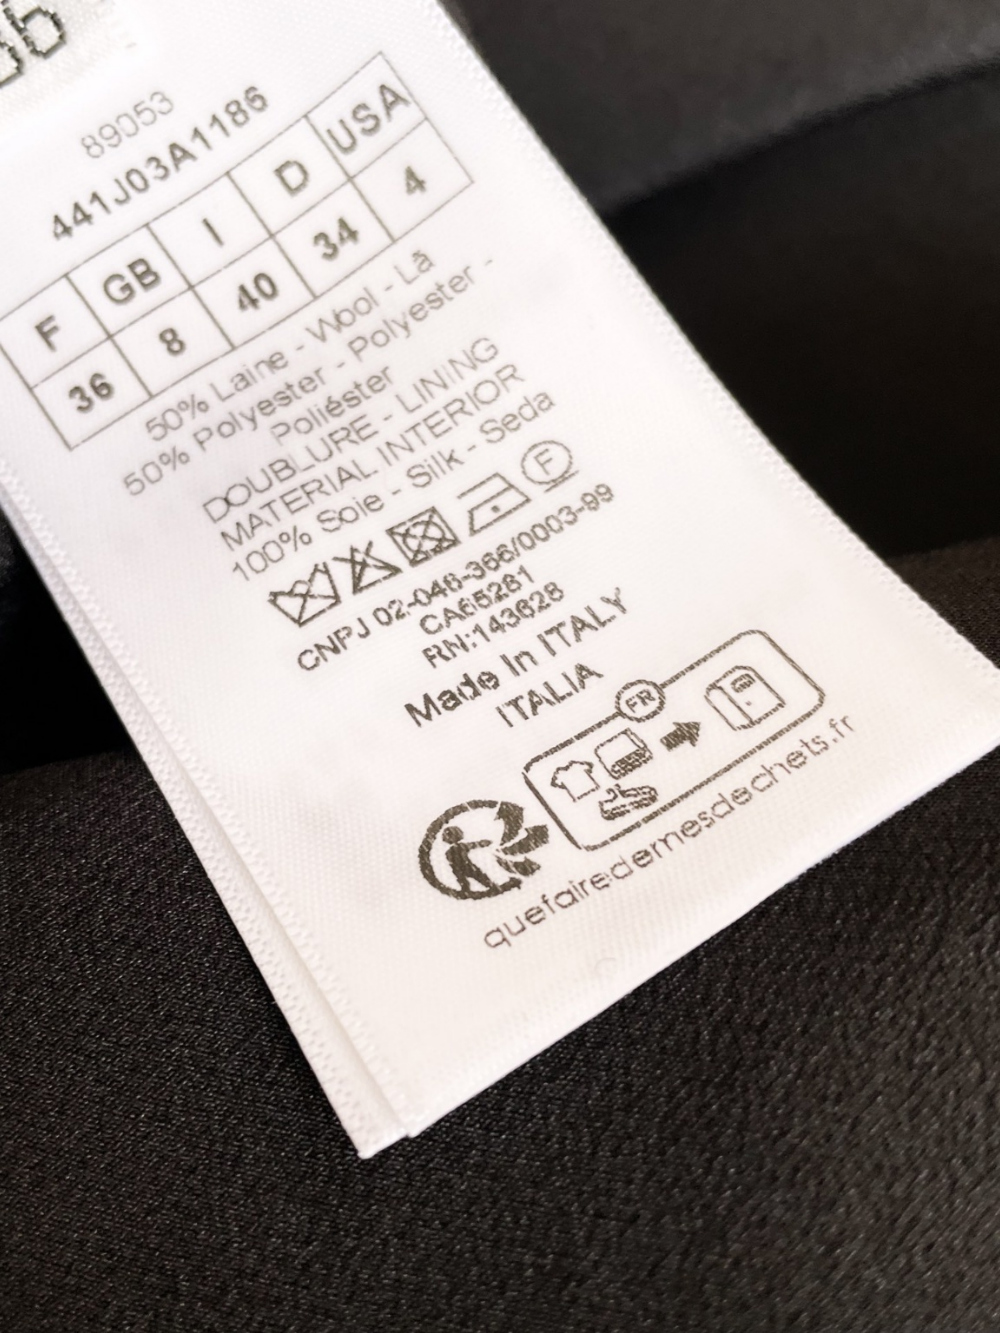 36
89053
441J03A1186
F GB I D USA
36 8 40 34 4
50% Laine - Wool - Lã
50% Polyester - Polyester -
Poliéster
DOUBLURE - LINING
MATERIAL INTERIOR
100% Soie - Silk - Seda
F
CNPJ 02-046-366/0003-99
CA65261
RN:143628
Made In ITALY
ITALIA
FR
quefairedemesdechets.fr